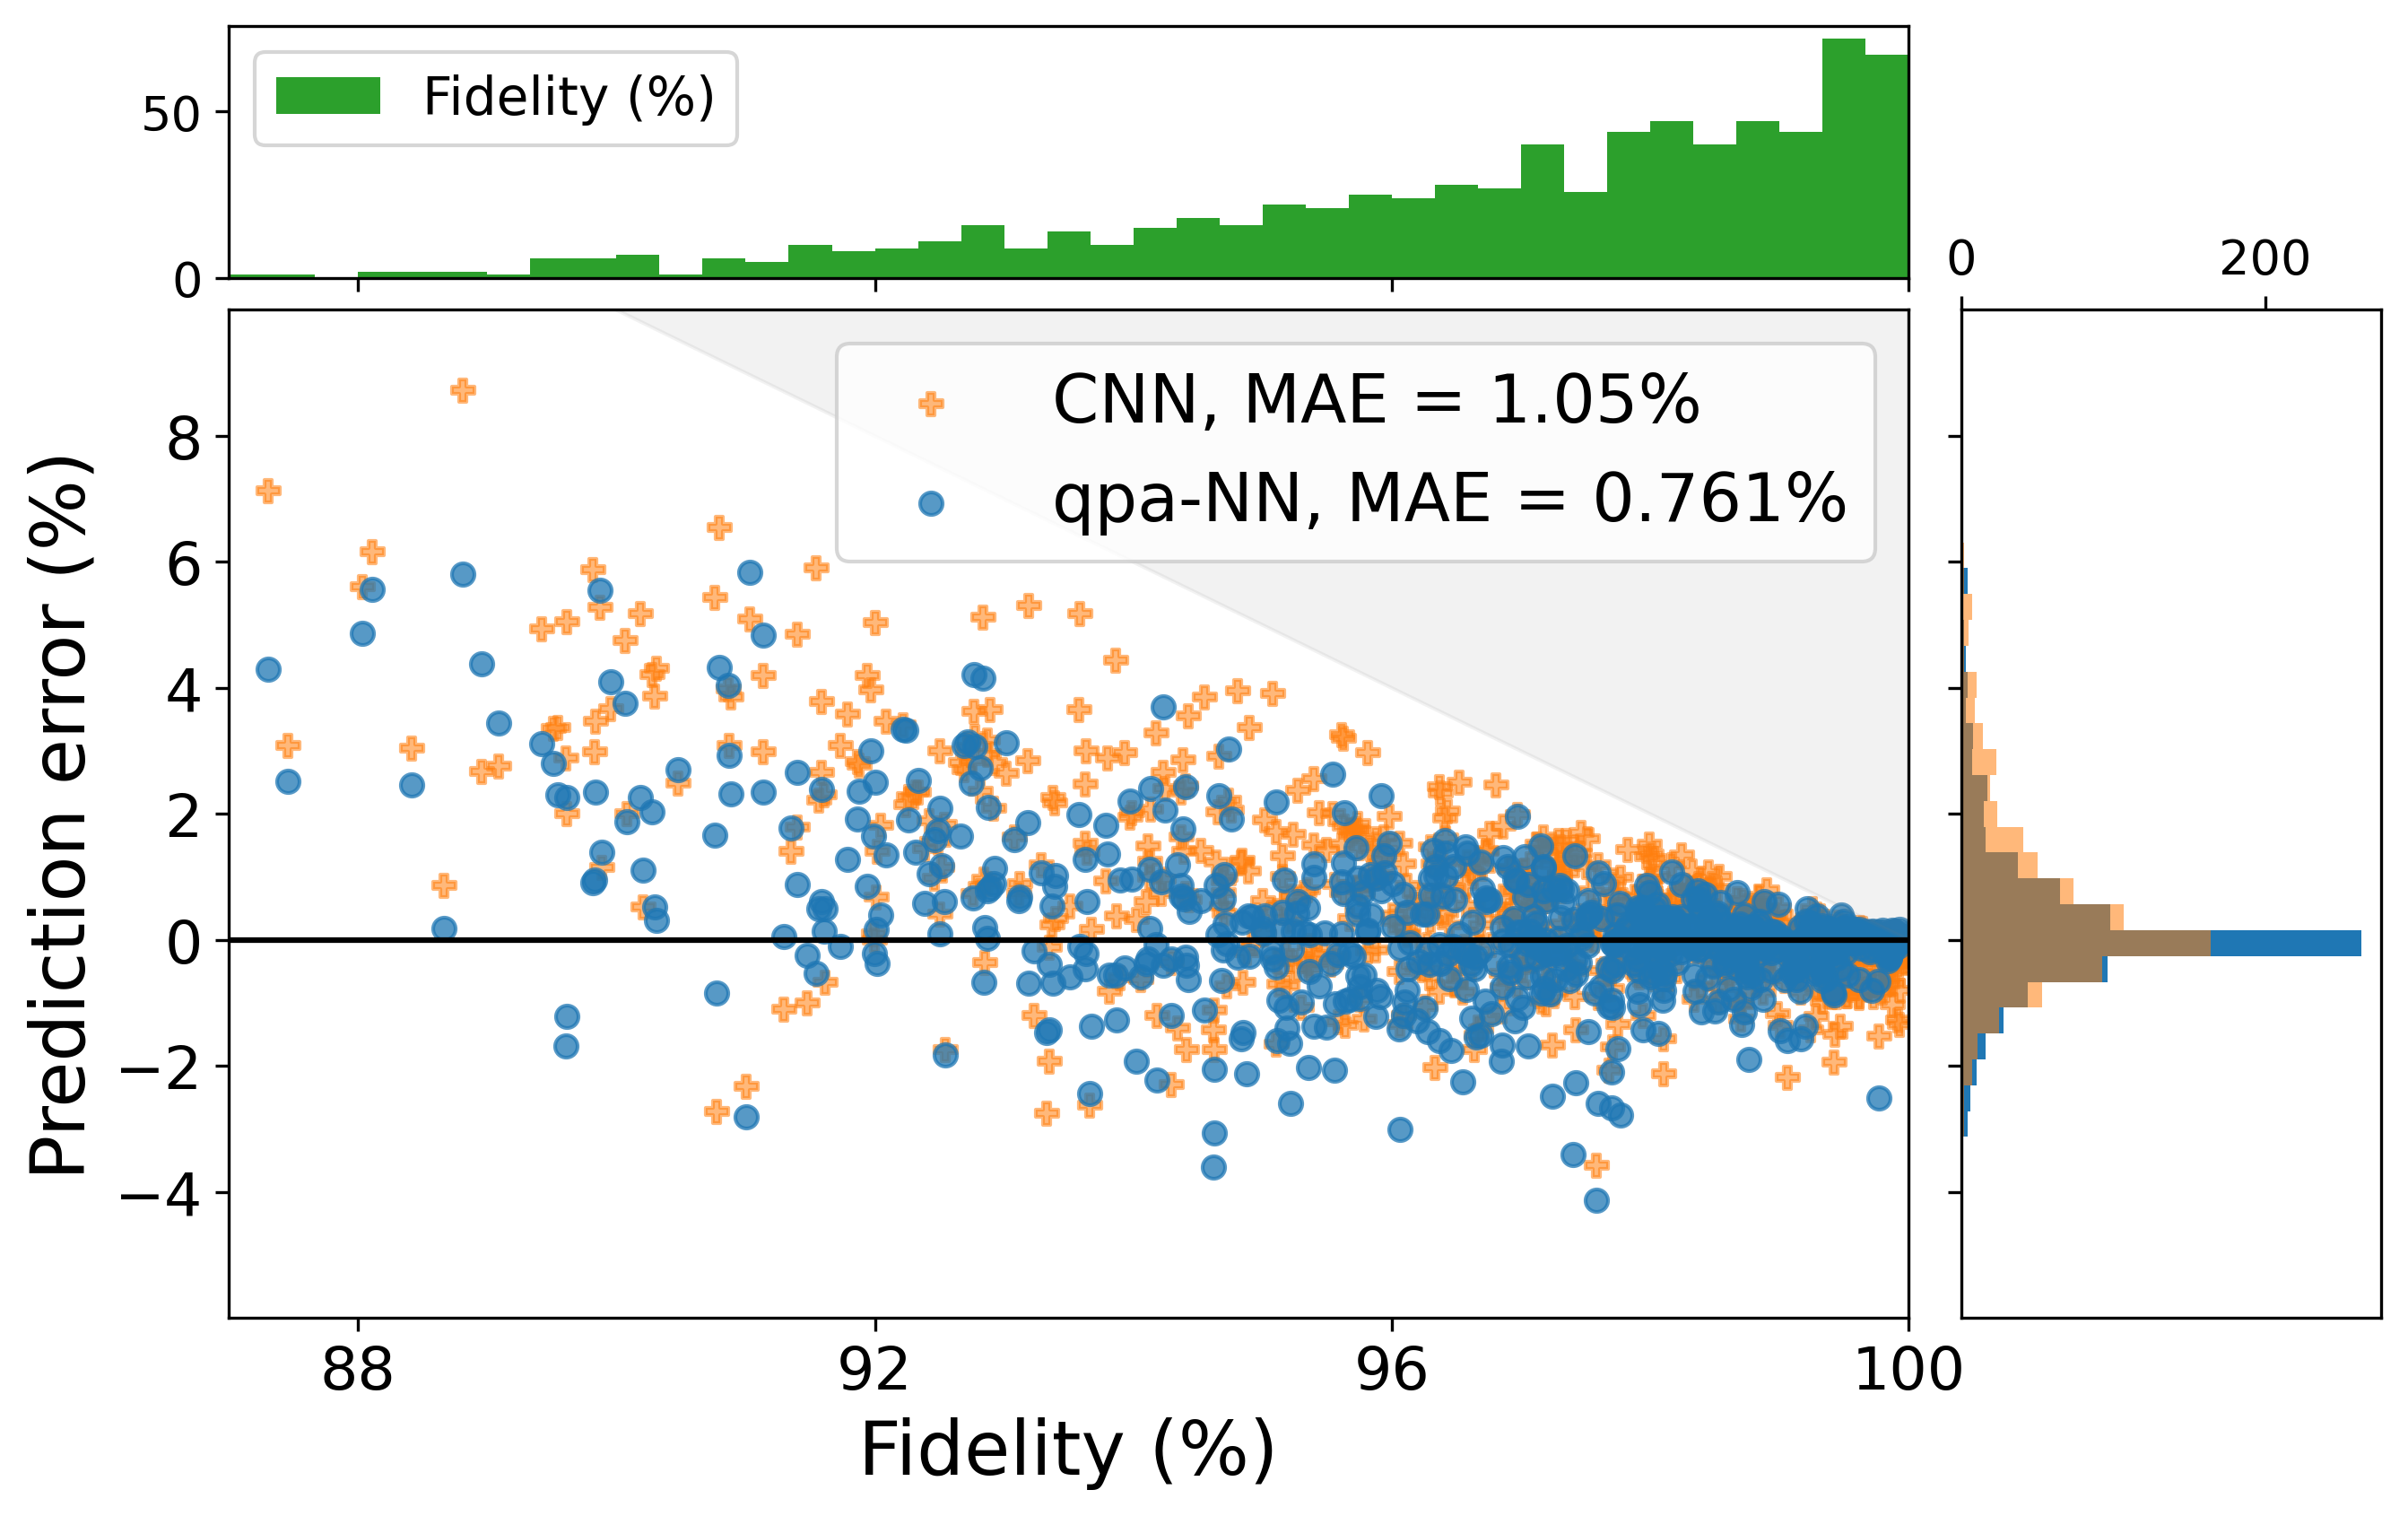 Fidelity (%)
50
0
0 200
CNN, MAE = 1.05%
qpa-NN, MAE = 0.761%
Prediction error (%)
8
6
4
2
0
−2
−4
88 92 96 100
Fidelity (%)